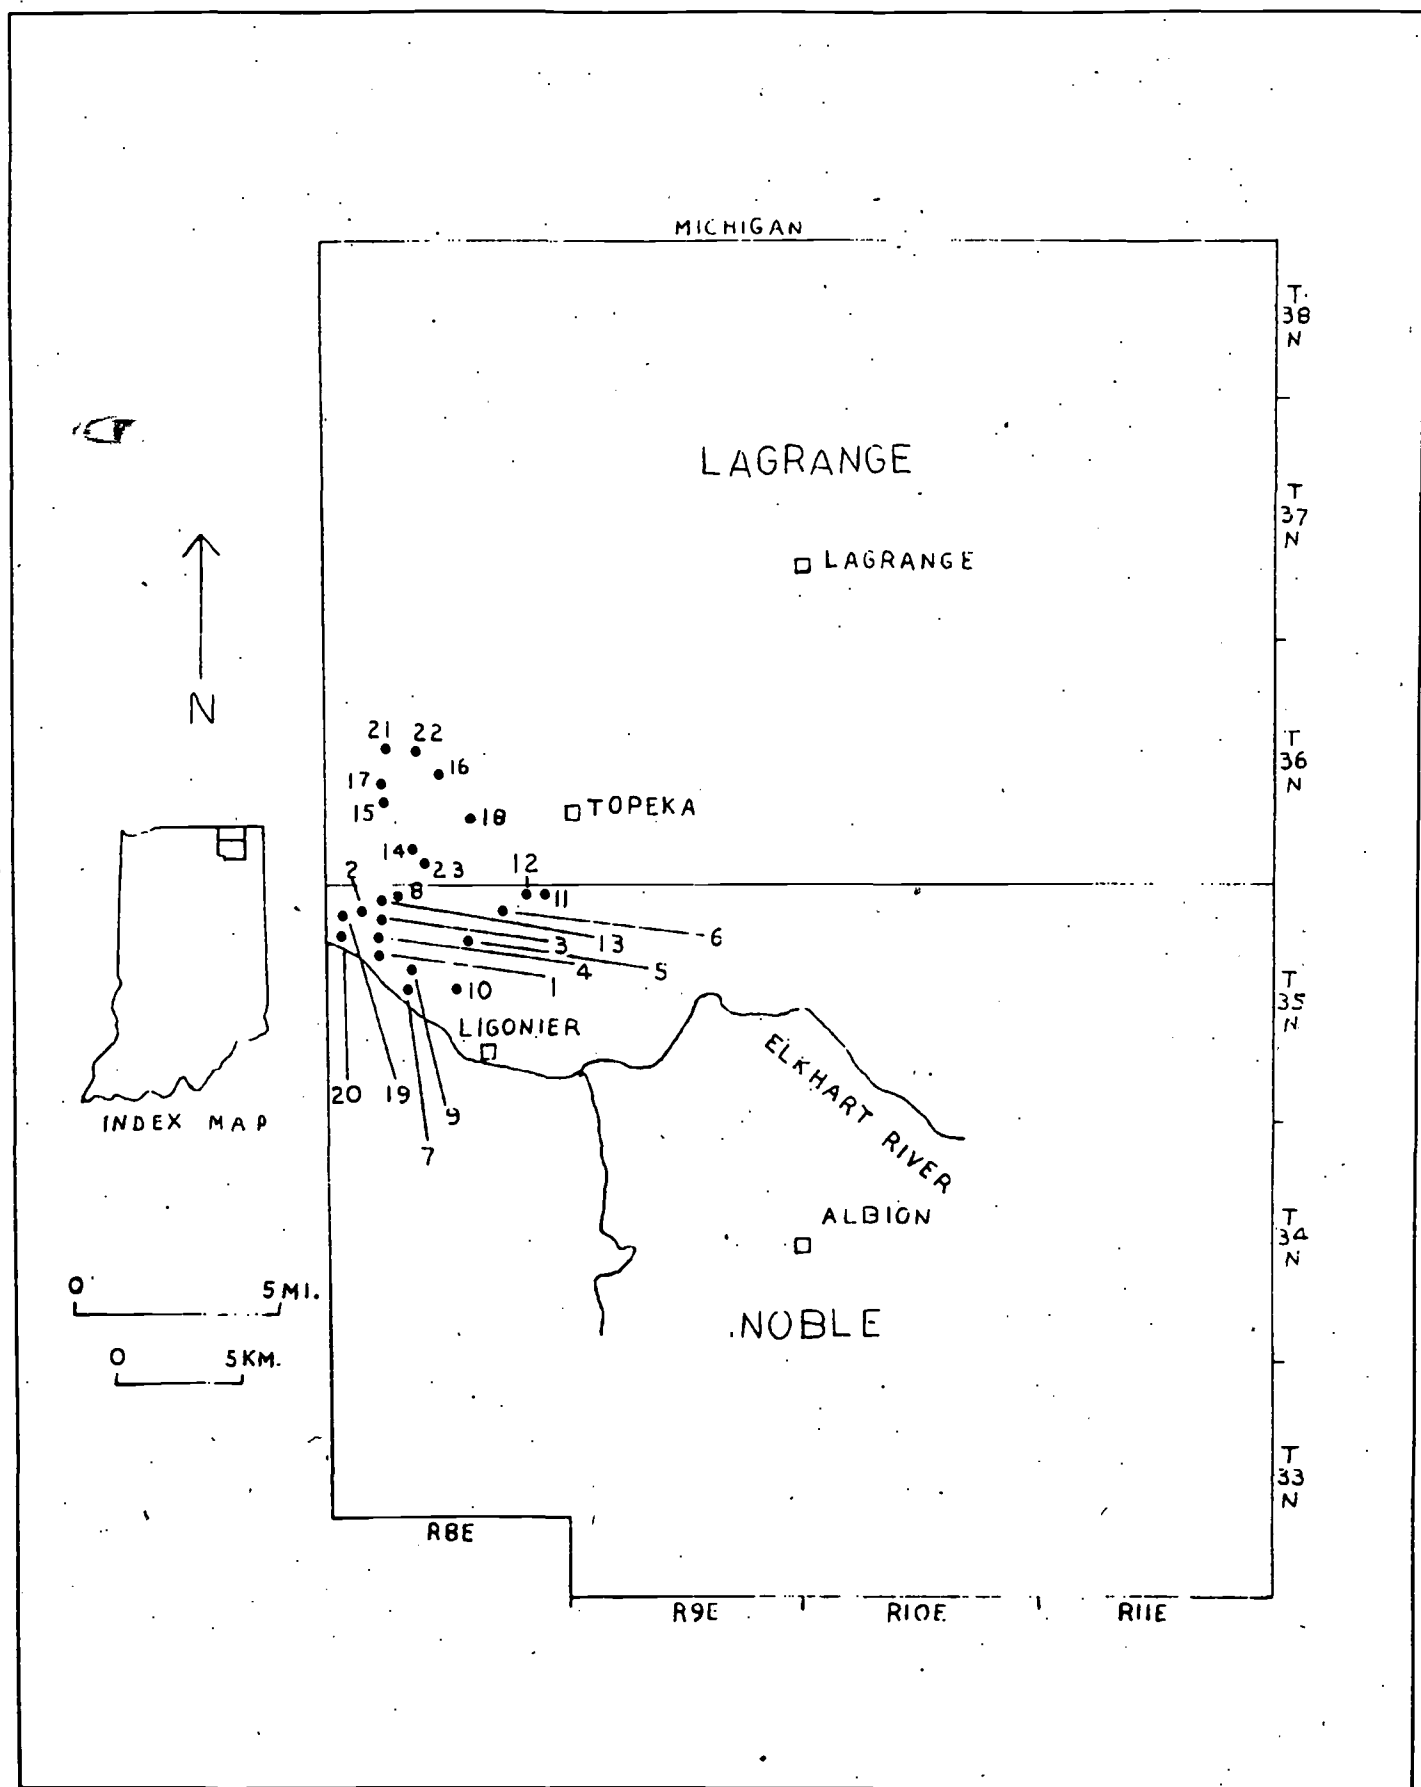 MICHIGAN
T.
38
N
LAGRANGE
T
37
N
LAGRANGE
N
21 22
16
17
15
18
TOPEKA
T
36
N
14
23
12
2
8
11
6
13
3
4
5
1
10
T
35
N
LIGONIER
ELKHART RIVER
20 19
9
7
INDEX MAP
ALBION
T
34
N
0 5 MI.
0 5 KM.
NOBLE
T
33
N
R8E
R9E R10E R11E